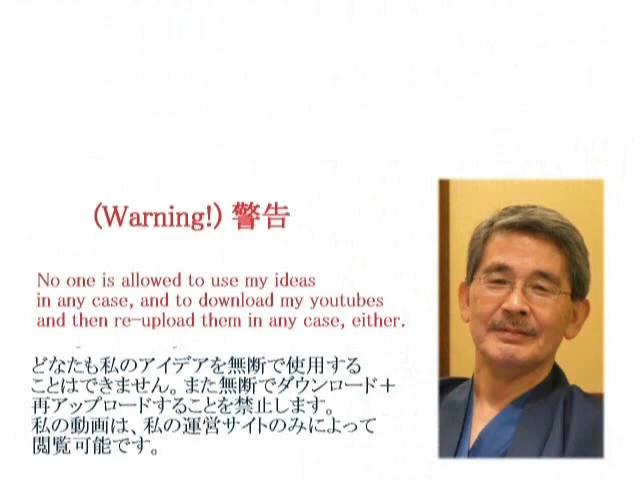 (Warning!) 警告
No one is allowed to use my ideas
in any case, and to download my youtubes
and then re-upload them in any case, either.
どなたも私のアイデアを無断で使用する
ことはできません。また無断でダウンロード＋
再アップロードすることを禁止します。
私の動画は、私の運営サイトのみによって
閲覧可能です。